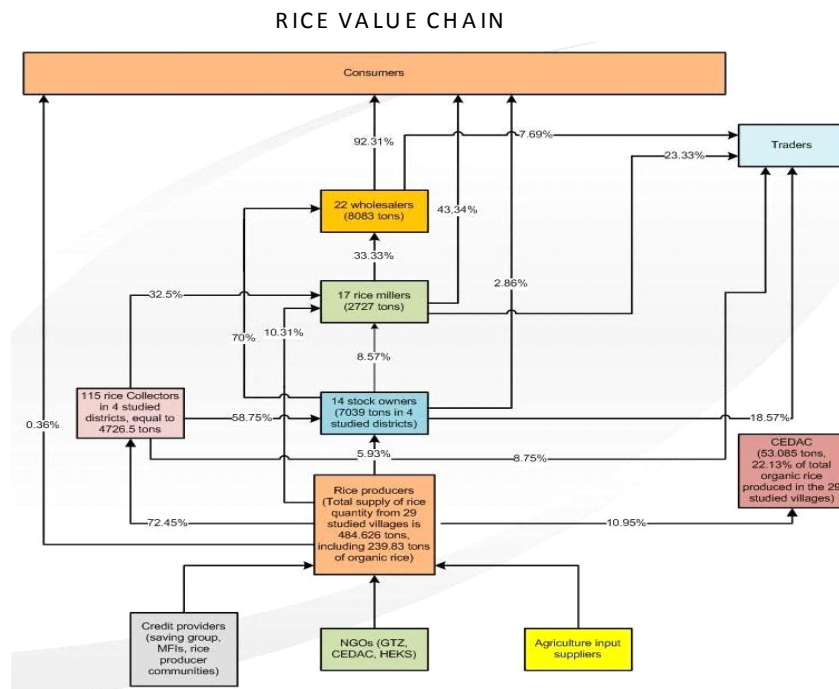 RICE VALUE CHAIN
Consumers
7.69%
Traders
92.31%
23.33%
22 wholesalers
(8083 tons)
43,34%
33.33%
2.86%
32.5%
17 rice millers
(2727 tons)
10.31%
70%
8.57%
115 rice Collectors
in 4 studied
districts, equal to
4726.5 tons
14 stock owners
(7039 tons in 4
studied districts)
0.36%
58.75%
18.57%
CEDAC
(53.085 tons,
22.13% of total
organic rice
produced in the 29
studied villages)
5.93%
8.75%
Rice producers
(Total supply of rice
quantity from 29
studied villages is
484.626 tons,
including 239.83 tons
of organic rice)
72.45%
10.95%
Credit providers
(saving group,
MFIs, rice
producer
communities)
NGOs (GTZ,
CEDAC, HEKS)
Agriculture input
suppliers